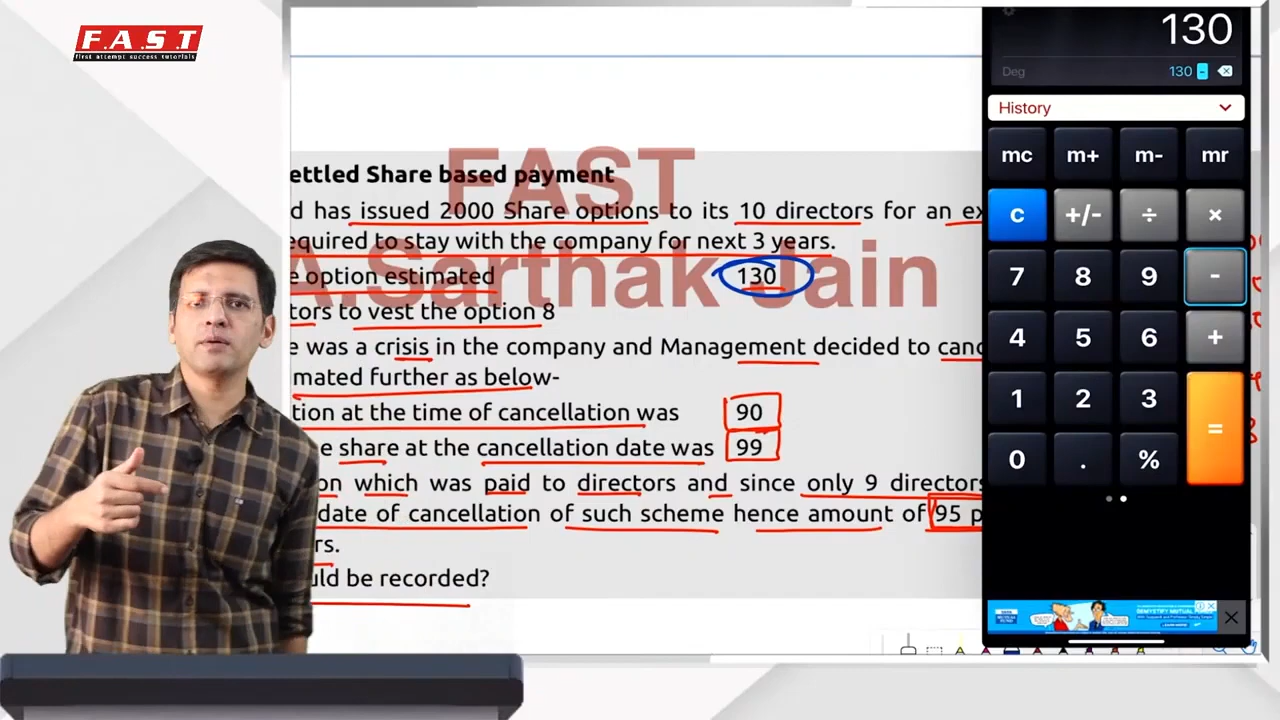 F.A.S.T
first attempt success tutorials
130
Deg
130 -
History
mc m+ m- mr
c +/- ÷ ×
7 8 9 -
4 5 6 +
1 2 3 =
0 . %
FAST
A.Sarthak Jain
ettled Share based payment
d has issued 2000 Share options to its 10 directors for an ex
equired to stay with the company for next 3 years.
e option estimated 130
tors to vest the option 8
e was a crisis in the company and Management decided to canc
mated further as below-
tion at the time of cancellation was 90
e share at the cancellation date was 99
on which was paid to directors and since only 9 directors
date of cancellation of such scheme hence amount of 95 p
rs.
uld be recorded?